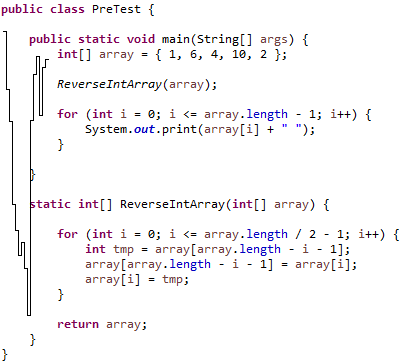 public class PreTest {
public static void main(String[] args) {
int[] array = { 1, 6, 4, 10, 2 };
ReverseIntArray(array);
for (int i = 0; i <= array.length - 1; i++) {
System.out.print(array[i] + " ");
}
}
static int[] ReverseIntArray(int[] array) {
for (int i = 0; i <= array.length / 2 - 1; i++) {
int tmp = array[array.length - i - 1];
array[array.length - i - 1] = array[i];
array[i] = tmp;
}
return array;
}
}